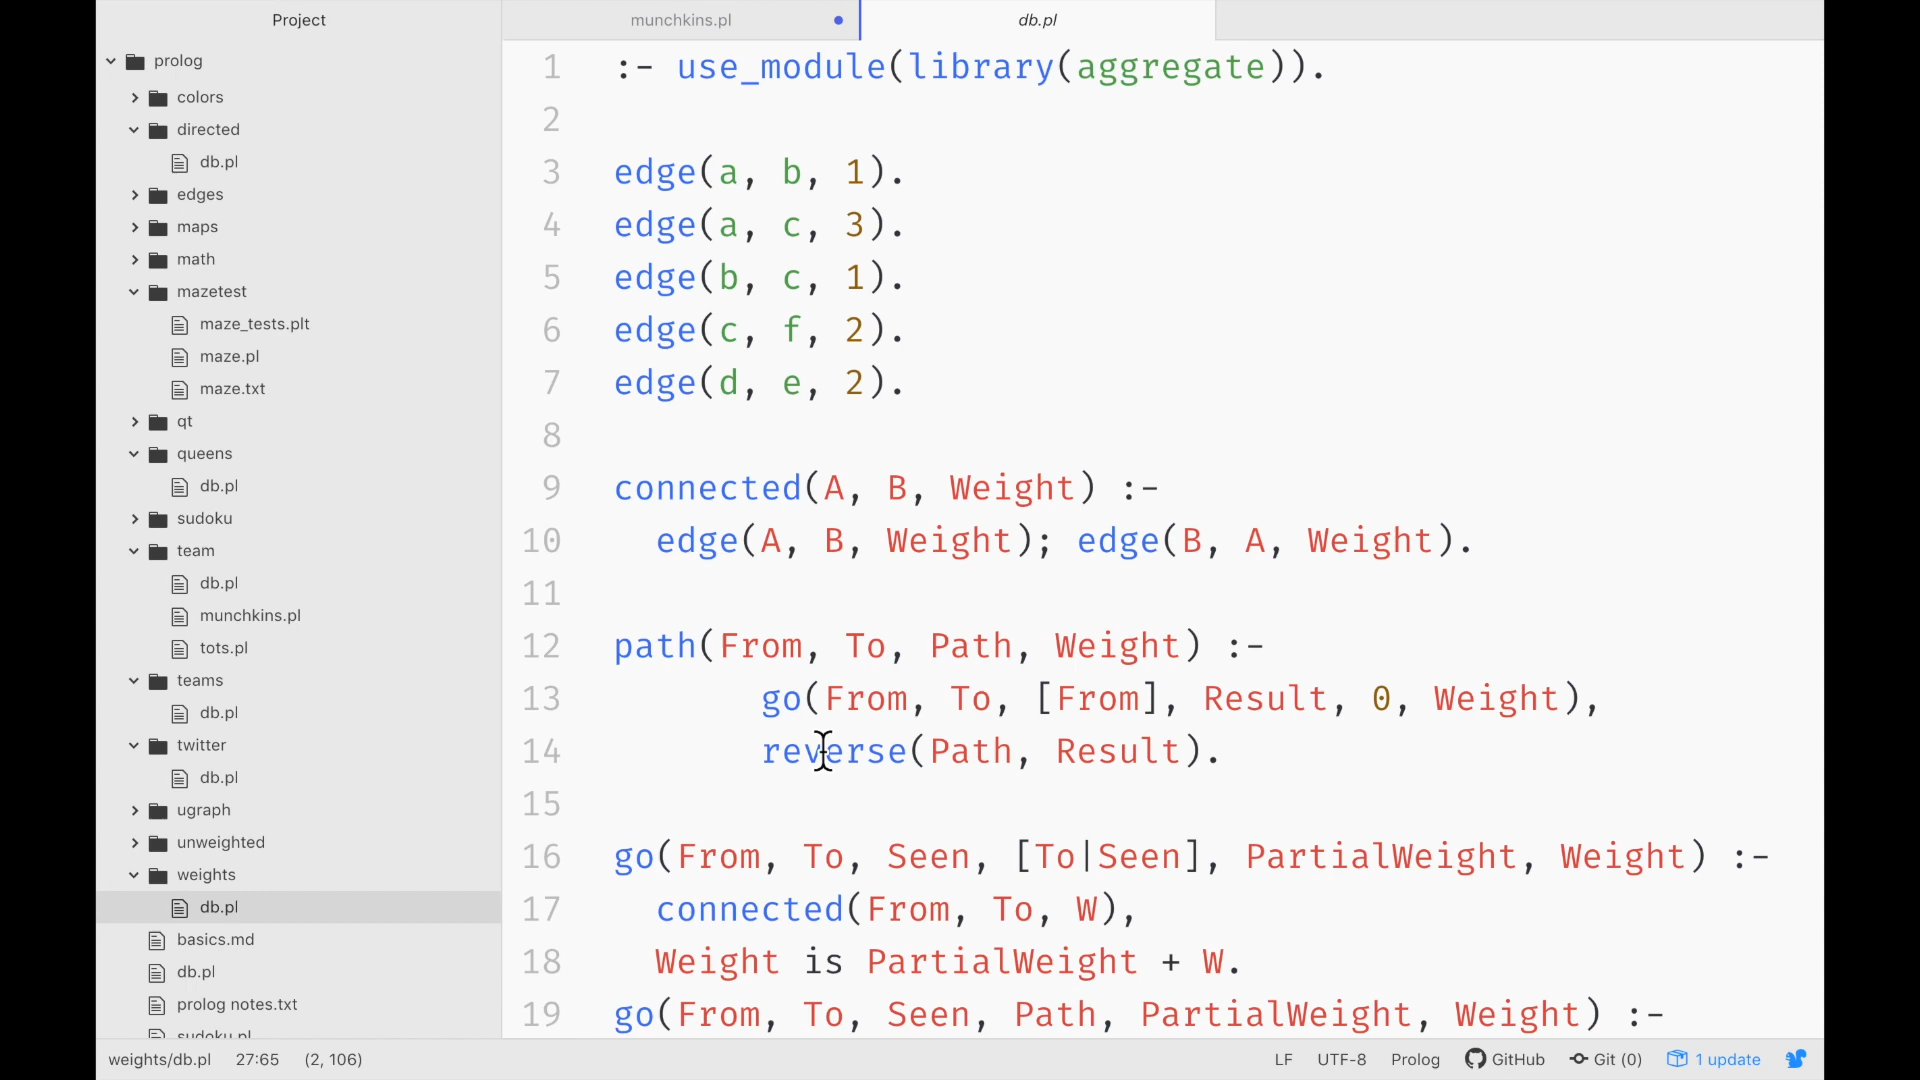 Project
munchkins.pl
db.pl
prolog
colors
directed
db.pl
edges
maps
math
mazetest
maze_tests.plt
maze.pl
maze.txt
qt
queens
db.pl
sudoku
team
db.pl
munchkins.pl
tots.pl
teams
db.pl
twitter
db.pl
ugraph
unweighted
weights
db.pl
basics.md
db.pl
prolog notes.txt
sudoku.pl
1 :- use_module(library(aggregate)).
2
3 edge(a, b, 1).
4 edge(a, c, 3).
5 edge(b, c, 1).
6 edge(c, f, 2).
7 edge(d, e, 2).
8
9 connected(A, B, Weight) :-
10 edge(A, B, Weight); edge(B, A, Weight).
11
12 path(From, To, Path, Weight) :-
13 go(From, To, [From], Result, 0, Weight),
14 reverse(Path, Result).
15
16 go(From, To, Seen, [To|Seen], PartialWeight, Weight) :-
17 connected(From, To, W),
18 Weight is PartialWeight + W.
19 go(From, To, Seen, Path, PartialWeight, Weight) :-
weights/db.pl 27:65 (2, 106) LF UTF-8 Prolog GitHub Git (0) 1 update